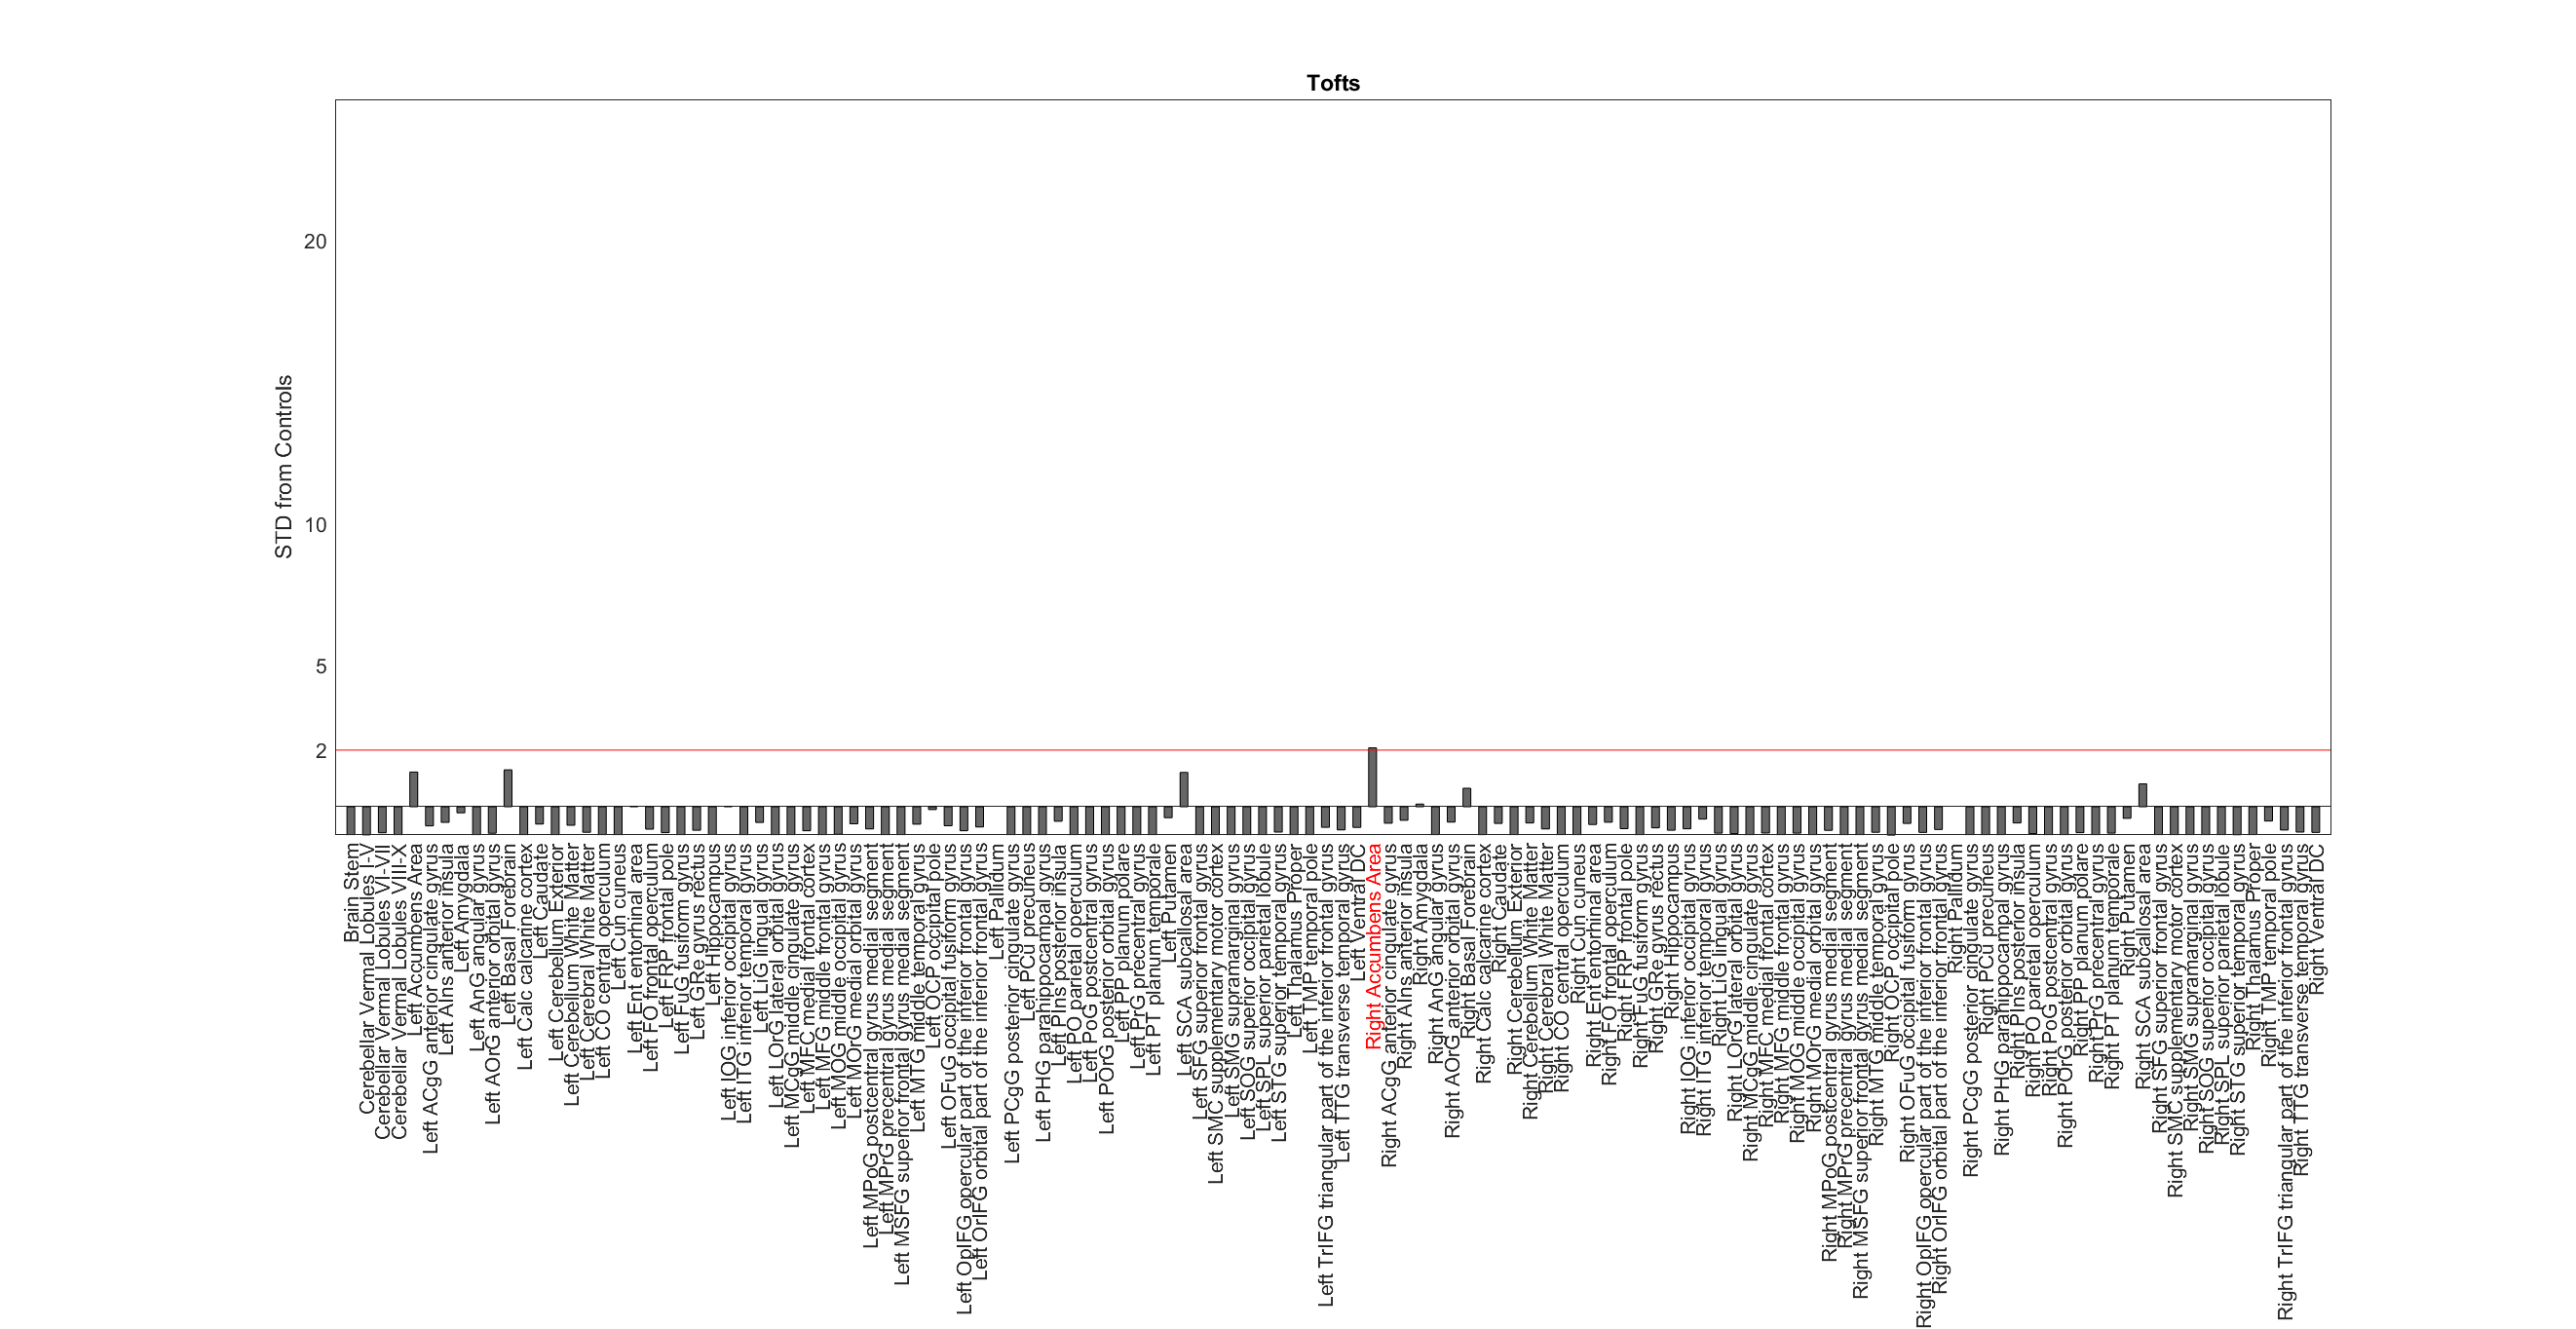 Tofts
STD from Controls
20
10
5
2
Brain Stem
Cerebellar Vermal Lobules I-V
Cerebellar Vermal Lobules VI-VII
Cerebellar Vermal Lobules VIII-X
Left Accumbens Area
Left ACgG anterior cingulate gyrus
Left AIns anterior insula
Left Amygdala
Left AnG angular gyrus
Left AOrG anterior orbital gyrus
Left Basal Forebrain
Left Calc calcarine cortex
Left Caudate
Left Cerebellum Exterior
Left Cerebellum White Matter
Left Cerebral White Matter
Left CO central operculum
Left Cun cuneus
Left Ent entorhinal area
Left FO frontal operculum
Left FRP frontal pole
Left FuG fusiform gyrus
Left GRe gyrus rectus
Left Hippocampus
Left IOG inferior occipital gyrus
Left ITG inferior temporal gyrus
Left LiG lingual gyrus
Left LOrG lateral orbital gyrus
Left MCgG middle cingulate gyrus
Left MFC medial frontal cortex
Left MFG middle frontal gyrus
Left MOG middle occipital gyrus
Left MOrG medial orbital gyrus
Left MPoG postcentral gyrus medial segment
Left MPrG precentral gyrus medial segment
Left MSFG superior frontal gyrus medial segment
Left MTG middle temporal gyrus
Left OCP occipital pole
Left OFuG occipital fusiform gyrus
Left OpIFG opercular part of the inferior frontal gyrus
Left OrIFG orbital part of the inferior frontal gyrus
Left Pallidum
Left PCgG posterior cingulate gyrus
Left PCu precuneus
Left PHG parahippocampal gyrus
Left PIns posterior insula
Left PO parietal operculum
Left PoG postcentral gyrus
Left POrG posterior orbital gyrus
Left PP planum polare
Left PrG precentral gyrus
Left PT planum temporale
Left Putamen
Left SCA subcallosal area
Left SFG superior frontal gyrus
Left SMC supplementary motor cortex
Left SMG supramarginal gyrus
Left SOG superior occipital gyrus
Left SPL superior parietal lobule
Left STG superior temporal gyrus
Left Thalamus Proper
Left TMP temporal pole
Left TrIFG triangular part of the inferior frontal gyrus
Left TTG transverse temporal gyrus
Left Ventral DC
Right Accumbens Area
Right ACgG anterior cingulate gyrus
Right AIns anterior insula
Right Amygdala
Right AnG angular gyrus
Right AOrG anterior orbital gyrus
Right Basal Forebrain
Right Calc calcarine cortex
Right Caudate
Right Cerebellum Exterior
Right Cerebellum White Matter
Right Cerebral White Matter
Right CO central operculum
Right Cun cuneus
Right Ent entorhinal area
Right FO frontal operculum
Right FRP frontal pole
Right FuG fusiform gyrus
Right GRe gyrus rectus
Right Hippocampus
Right IOG inferior occipital gyrus
Right ITG inferior temporal gyrus
Right LiG lingual gyrus
Right LOrG lateral orbital gyrus
Right MCgG middle cingulate gyrus
Right MFC medial frontal cortex
Right MFG middle frontal gyrus
Right MOG middle occipital gyrus
Right MOrG medial orbital gyrus
Right MPoG postcentral gyrus medial segment
Right MPrG precentral gyrus medial segment
Right MSFG superior frontal gyrus medial segment
Right MTG middle temporal gyrus
Right OCP occipital pole
Right OFuG occipital fusiform gyrus
Right OpIFG opercular part of the inferior frontal gyrus
Right OrIFG orbital part of the inferior frontal gyrus
Right Pallidum
Right PCgG posterior cingulate gyrus
Right PCu precuneus
Right PHG parahippocampal gyrus
Right PIns posterior insula
Right PO parietal operculum
Right PoG postcentral gyrus
Right POrG posterior orbital gyrus
Right PP planum polare
Right PrG precentral gyrus
Right PT planum temporale
Right Putamen
Right SCA subcallosal area
Right SFG superior frontal gyrus
Right SMC supplementary motor cortex
Right SMG supramarginal gyrus
Right SOG superior occipital gyrus
Right SPL superior parietal lobule
Right STG superior temporal gyrus
Right Thalamus Proper
Right TMP temporal pole
Right TrIFG triangular part of the inferior frontal gyrus
Right TTG transverse temporal gyrus
Right Ventral DC